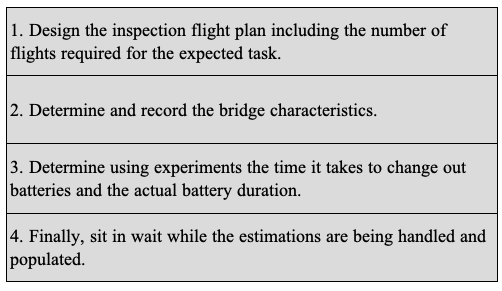 1. Design the inspection flight plan including the number of
flights required for the expected task.
2. Determine and record the bridge characteristics.
3. Determine using experiments the time it takes to change out
batteries and the actual battery duration.
4. Finally, sit in wait while the estimations are being handled and
populated.